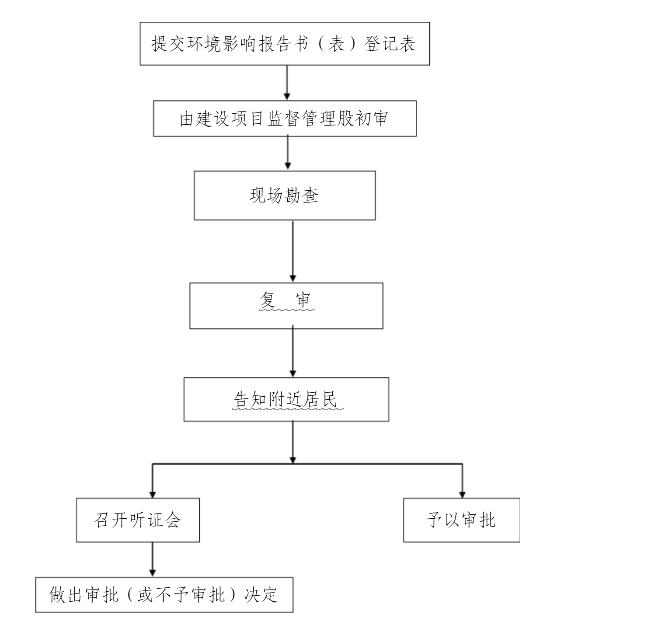 提交环境影响报告书（表）登记表
由建设项目监督管理股初审
现场勘查
复 审
告知附近居民
召开听证会
予以审批
做出审批（或不予审批）决定